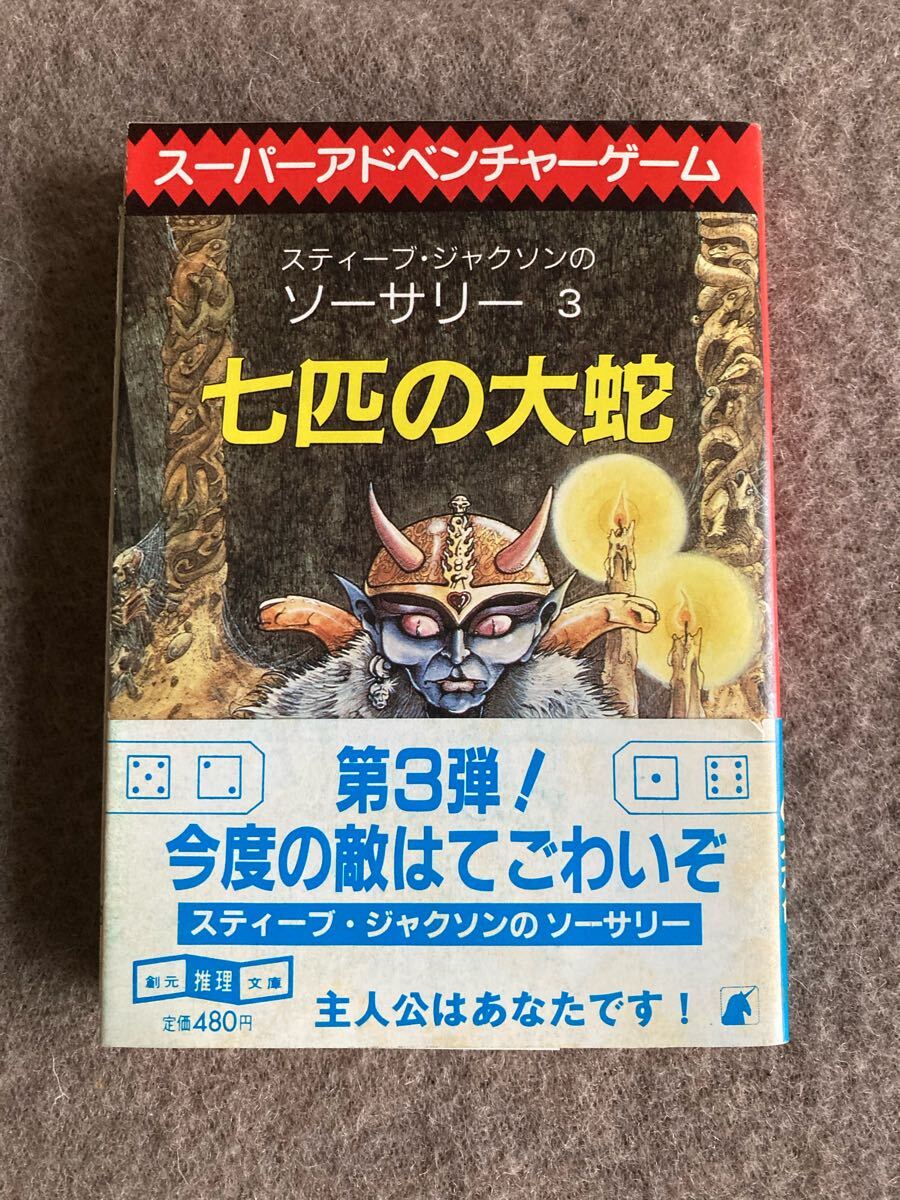 スーパーアドベンチャーゲーム
スティーブ・ジャクソンの
ソーサリー 3
七匹の大蛇
第3弾!
今度の敵はてごわいぞ
スティーブ・ジャクソンの ソーサリー
創元 推理 文庫
定価480円
主人公はあなたです!